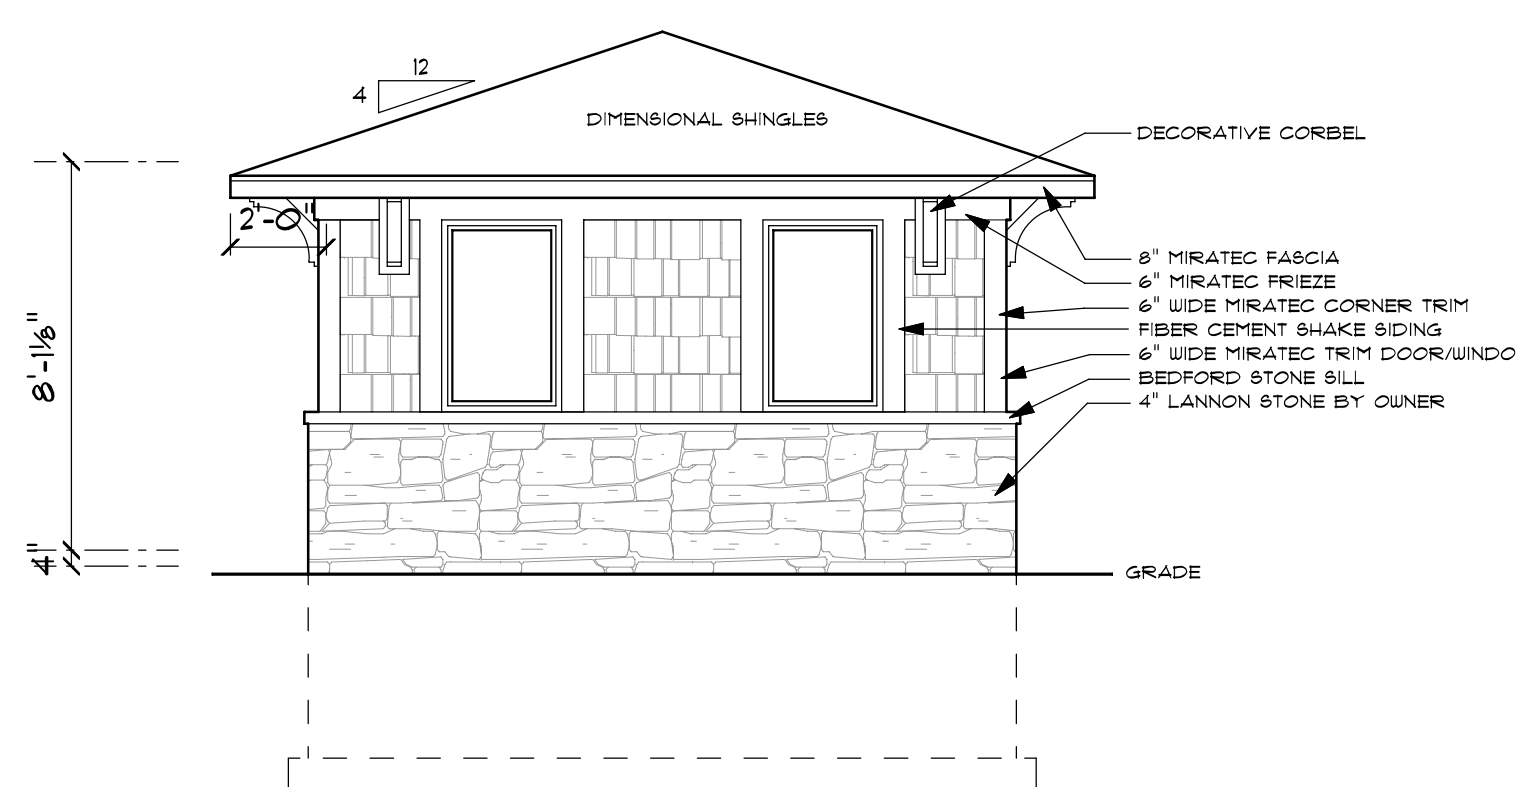 12
4
DIMENSIONAL SHINGLES
DECORATIVE CORBEL
2'-0"
8" MIRATEC FASCIA
6" MIRATEC FRIEZE
6" WIDE MIRATEC CORNER TRIM
FIBER CEMENT SHAKE SIDING
6" WIDE MIRATEC TRIM DOOR/WINDO
BEDFORD STONE SILL
4" LANNON STONE BY OWNER
8'-1⅛"
4"
GRADE